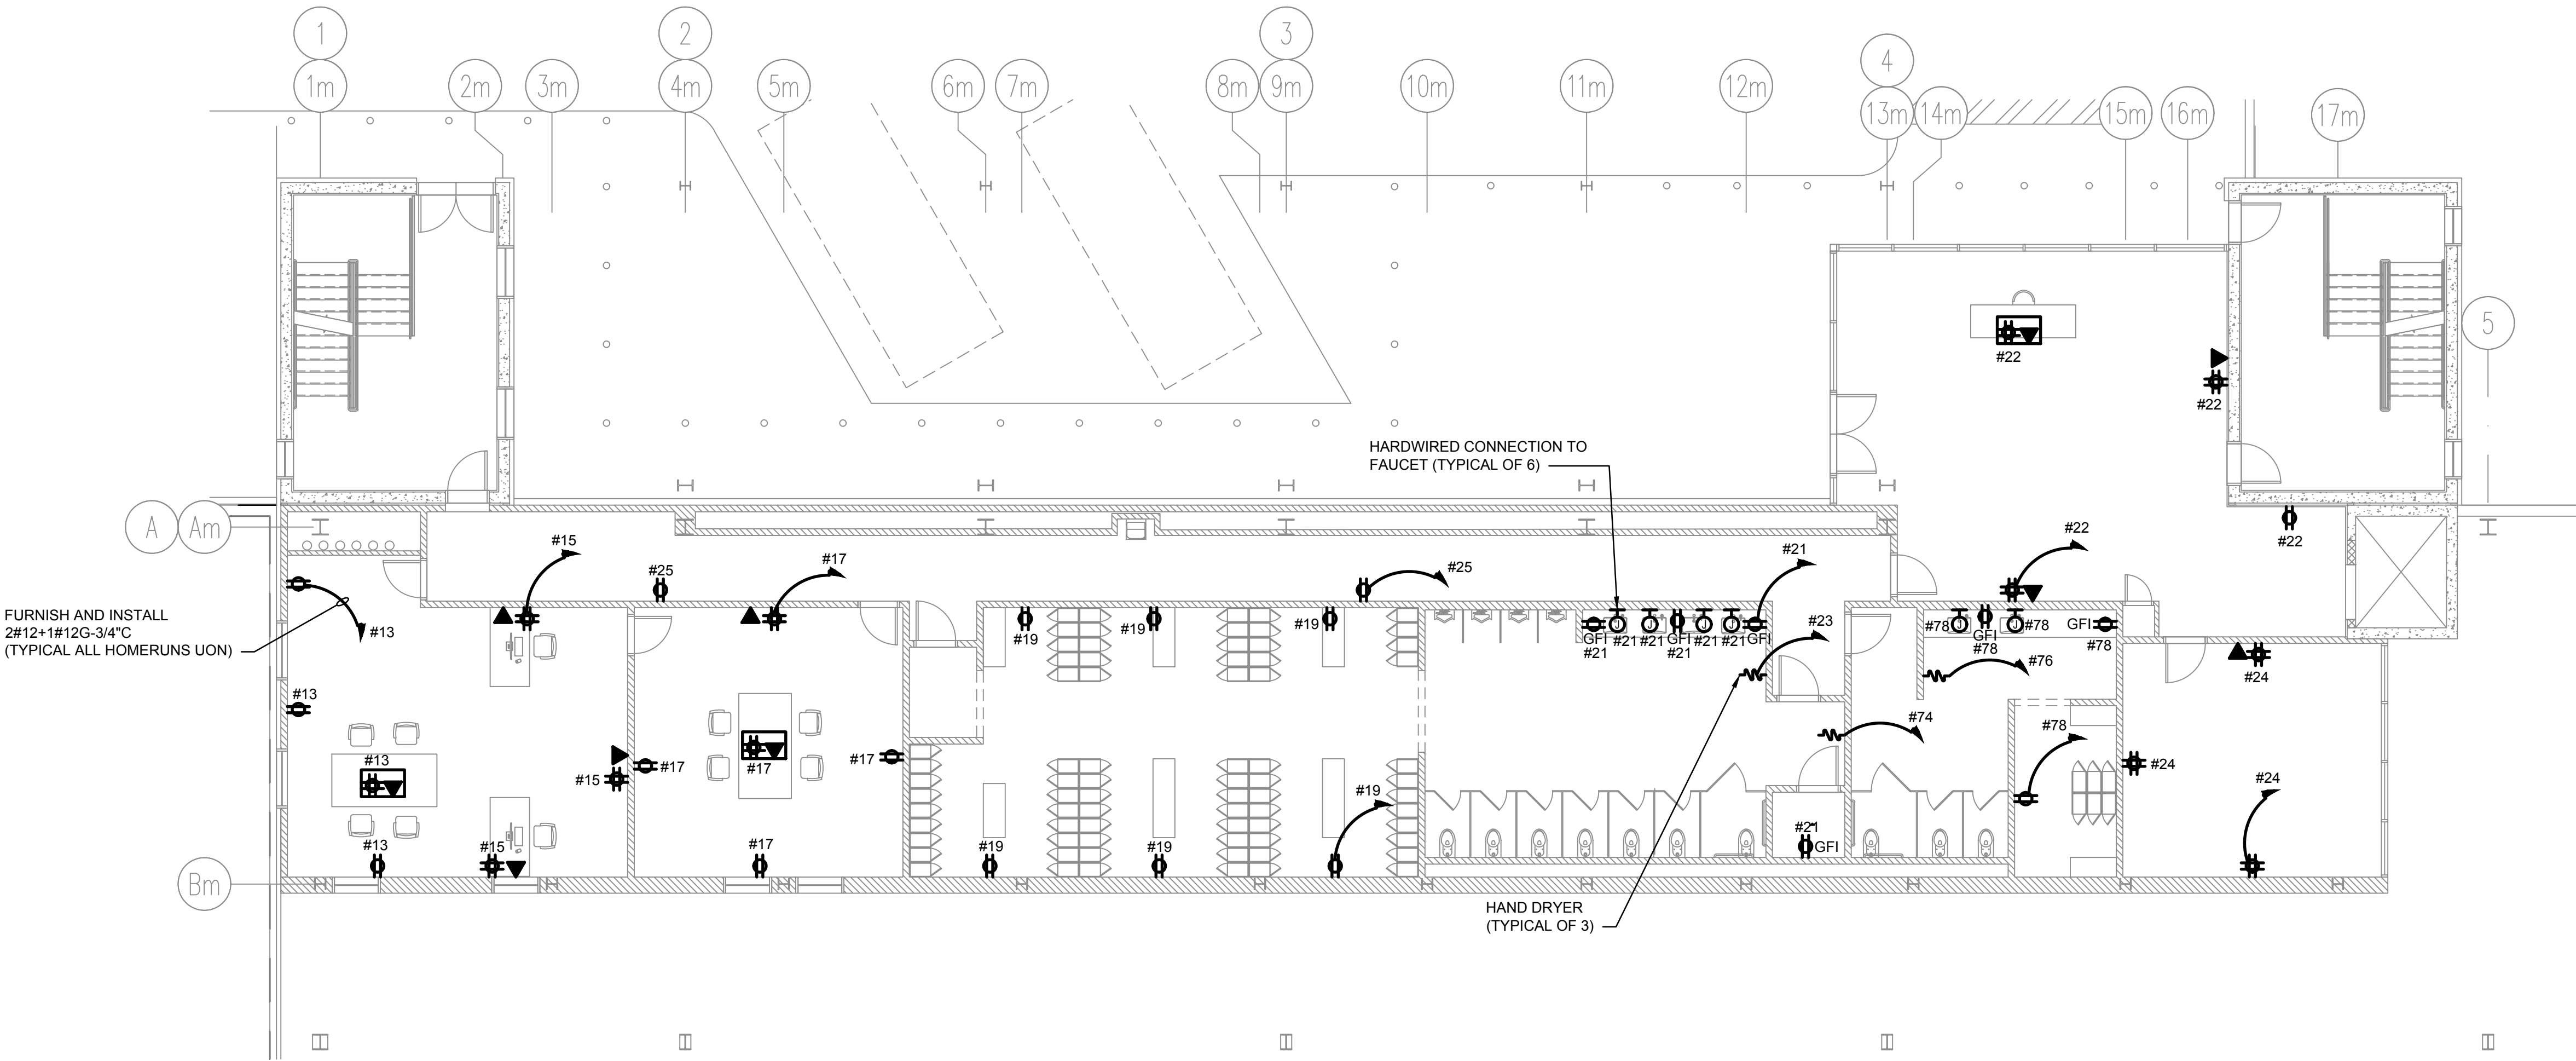 1
2
3
4
1m
2m
3m
4m
5m
6m
7m
8m
9m
10m
11m
12m
13m
14m
15m
16m
17m
5
#22
#22
HARDWIRED CONNECTION TO
FAUCET (TYPICAL OF 6)
A
Am
#15
#17
#25
#25
#21
#22
#22
FURNISH AND INSTALL
2#12+1#12G-3/4"C
(TYPICAL ALL HOMERUNS UON)
#13
#19
#19
#19
GFI
#21
#21
#21
GFI
#21
#21
#21
GFI
#23
#78
GFI
#78
#78
GFI
#78
#76
#24
#13
#74
#78
#13
#15
#17
#17
#17
#24
#24
#19
#13
#15
#17
#19
#19
#21
GFI
Bm
HAND DRYER
(TYPICAL OF 3)